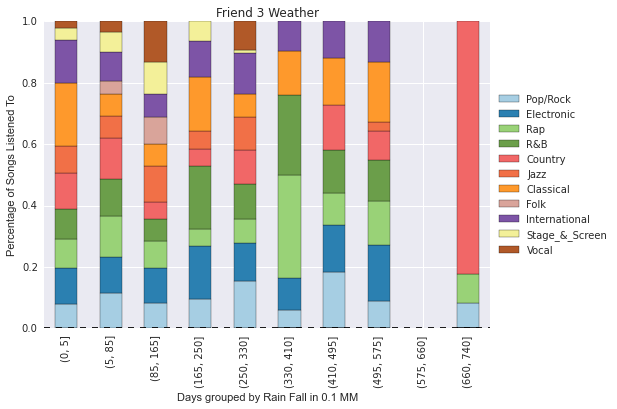 Friend 3 Weather
Percentage of Songs Listened To
1.0
0.8
0.6
0.4
0.2
0.0
(0, 5]
(5, 85]
(85, 165]
(165, 250]
(250, 330]
(330, 410]
(410, 495]
(495, 575]
(575, 660]
(660, 740]
Days grouped by Rain Fall in 0.1 MM
Pop/Rock
Electronic
Rap
R&B
Country
Jazz
Classical
Folk
International
Stage_&_Screen
Vocal